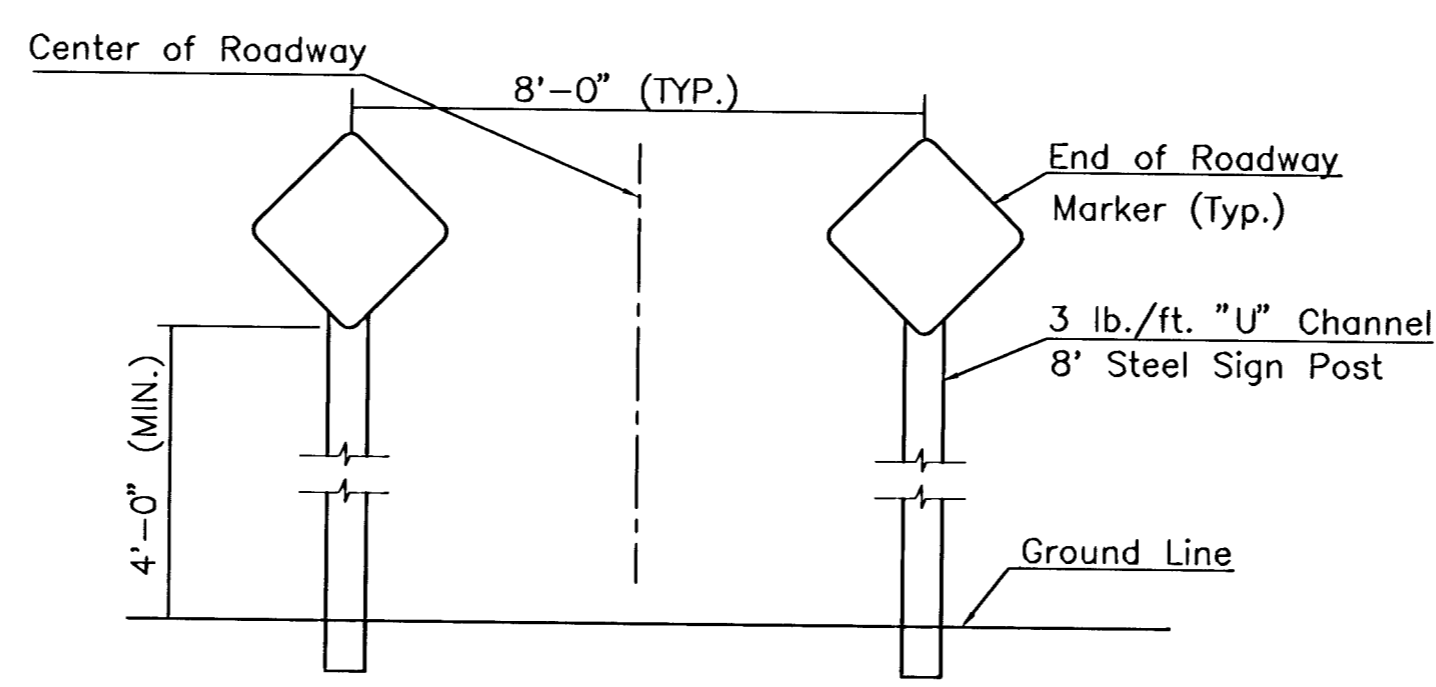 Center of Roadway
8'-0" (TYP.)
End of Roadway
Marker (Typ.)
3 lb./ft. "U" Channel
8' Steel Sign Post
4'-0" (MIN.)
Ground Line